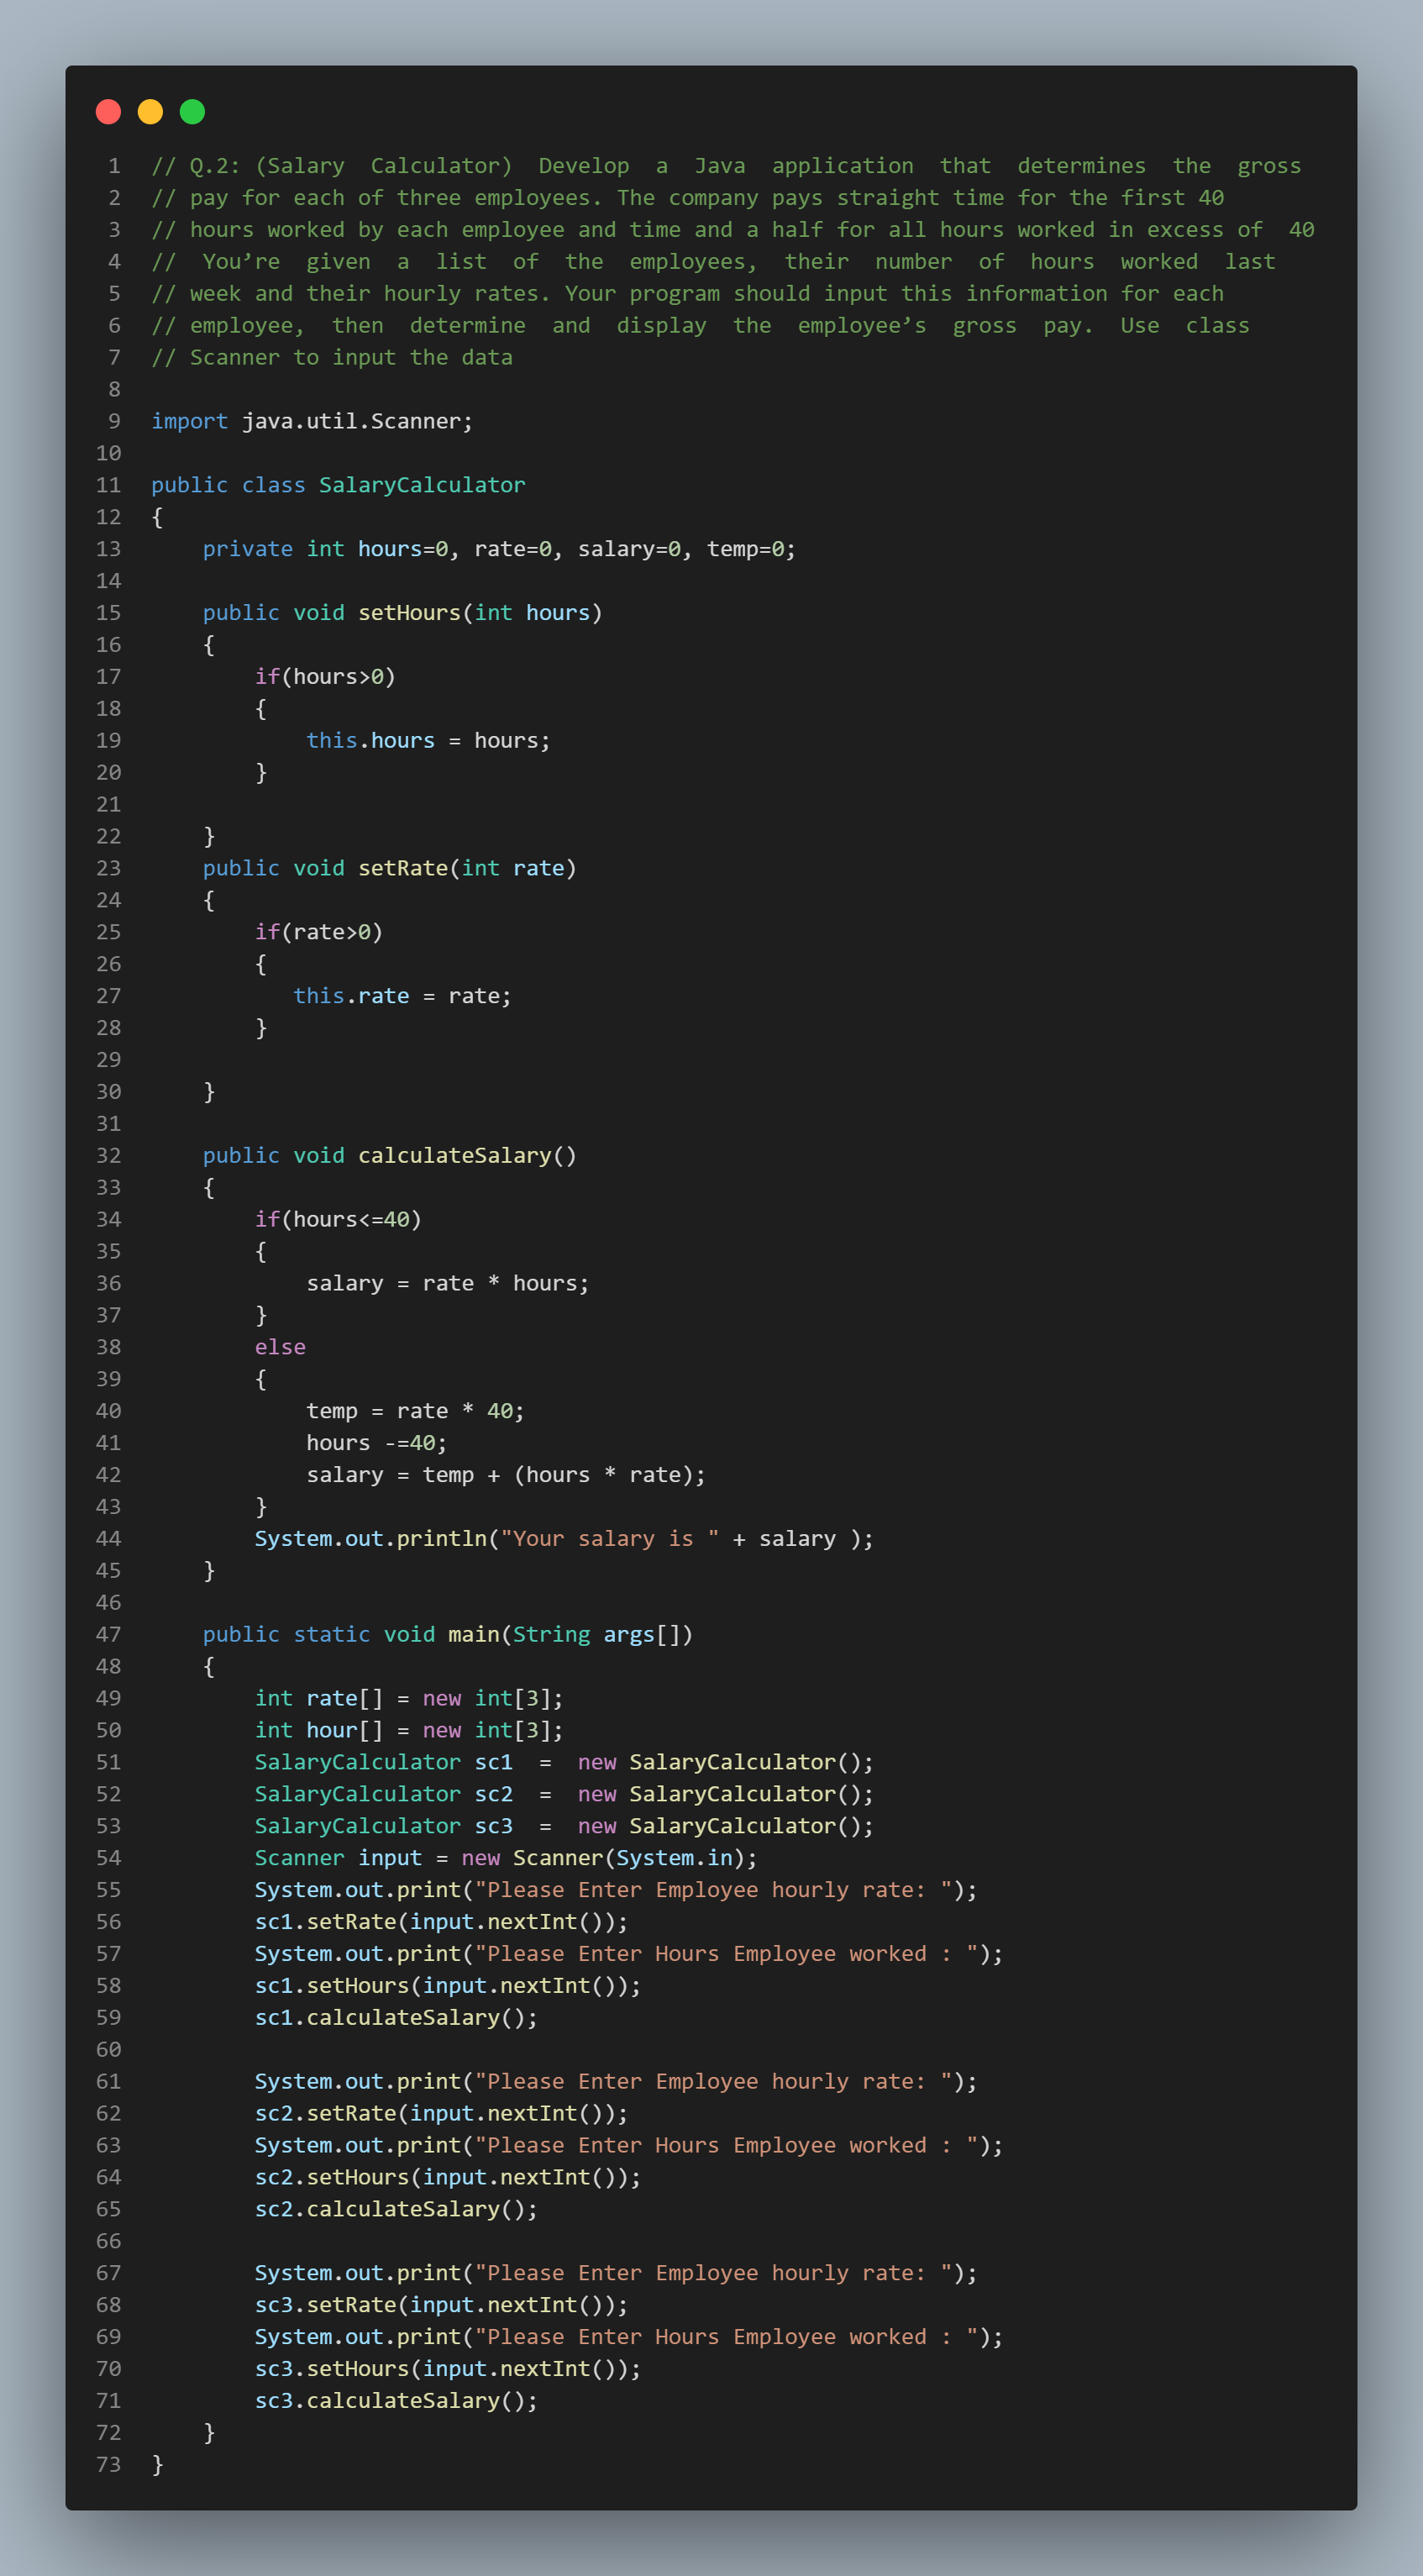 1 // Q.2: (Salary  Calculator)  Develop  a  Java  application  that  determines  the  gross
2 // pay for each of three employees. The company pays straight time for the first 40
3 // hours worked by each employee and time and a half for all hours worked in excess of  40
4 //  You’re  given  a  list  of  the  employees,  their  number  of  hours  worked  last
5 // week and their hourly rates. Your program should input this information for each
6 // employee,  then  determine  and  display  the  employee’s  gross  pay.  Use  class
7 // Scanner to input the data
8
9 import java.util.Scanner;
10
11 public class SalaryCalculator
12 {
13     private int hours=0, rate=0, salary=0, temp=0;
14
15     public void setHours(int hours)
16     {
17         if(hours>0)
18         {
19             this.hours = hours;
20         }
21
22     }
23     public void setRate(int rate)
24     {
25         if(rate>0)
26         {
27            this.rate = rate;
28         }
29
30     }
31
32     public void calculateSalary()
33     {
34         if(hours<=40)
35         {
36             salary = rate * hours;
37         }
38         else
39         {
40             temp = rate * 40;
41             hours -=40;
42             salary = temp + (hours * rate);
43         }
44         System.out.println("Your salary is " + salary );
45     }
46
47     public static void main(String args[])
48     {
49         int rate[] = new int[3];
50         int hour[] = new int[3];
51         SalaryCalculator sc1  =  new SalaryCalculator();
52         SalaryCalculator sc2  =  new SalaryCalculator();
53         SalaryCalculator sc3  =  new SalaryCalculator();
54         Scanner input = new Scanner(System.in);
55         System.out.print("Please Enter Employee hourly rate: ");
56         sc1.setRate(input.nextInt());
57         System.out.print("Please Enter Hours Employee worked : ");
58         sc1.setHours(input.nextInt());
59         sc1.calculateSalary();
60
61         System.out.print("Please Enter Employee hourly rate: ");
62         sc2.setRate(input.nextInt());
63         System.out.print("Please Enter Hours Employee worked : ");
64         sc2.setHours(input.nextInt());
65         sc2.calculateSalary();
66
67         System.out.print("Please Enter Employee hourly rate: ");
68         sc3.setRate(input.nextInt());
69         System.out.print("Please Enter Hours Employee worked : ");
70         sc3.setHours(input.nextInt());
71         sc3.calculateSalary();
72     }
73 }